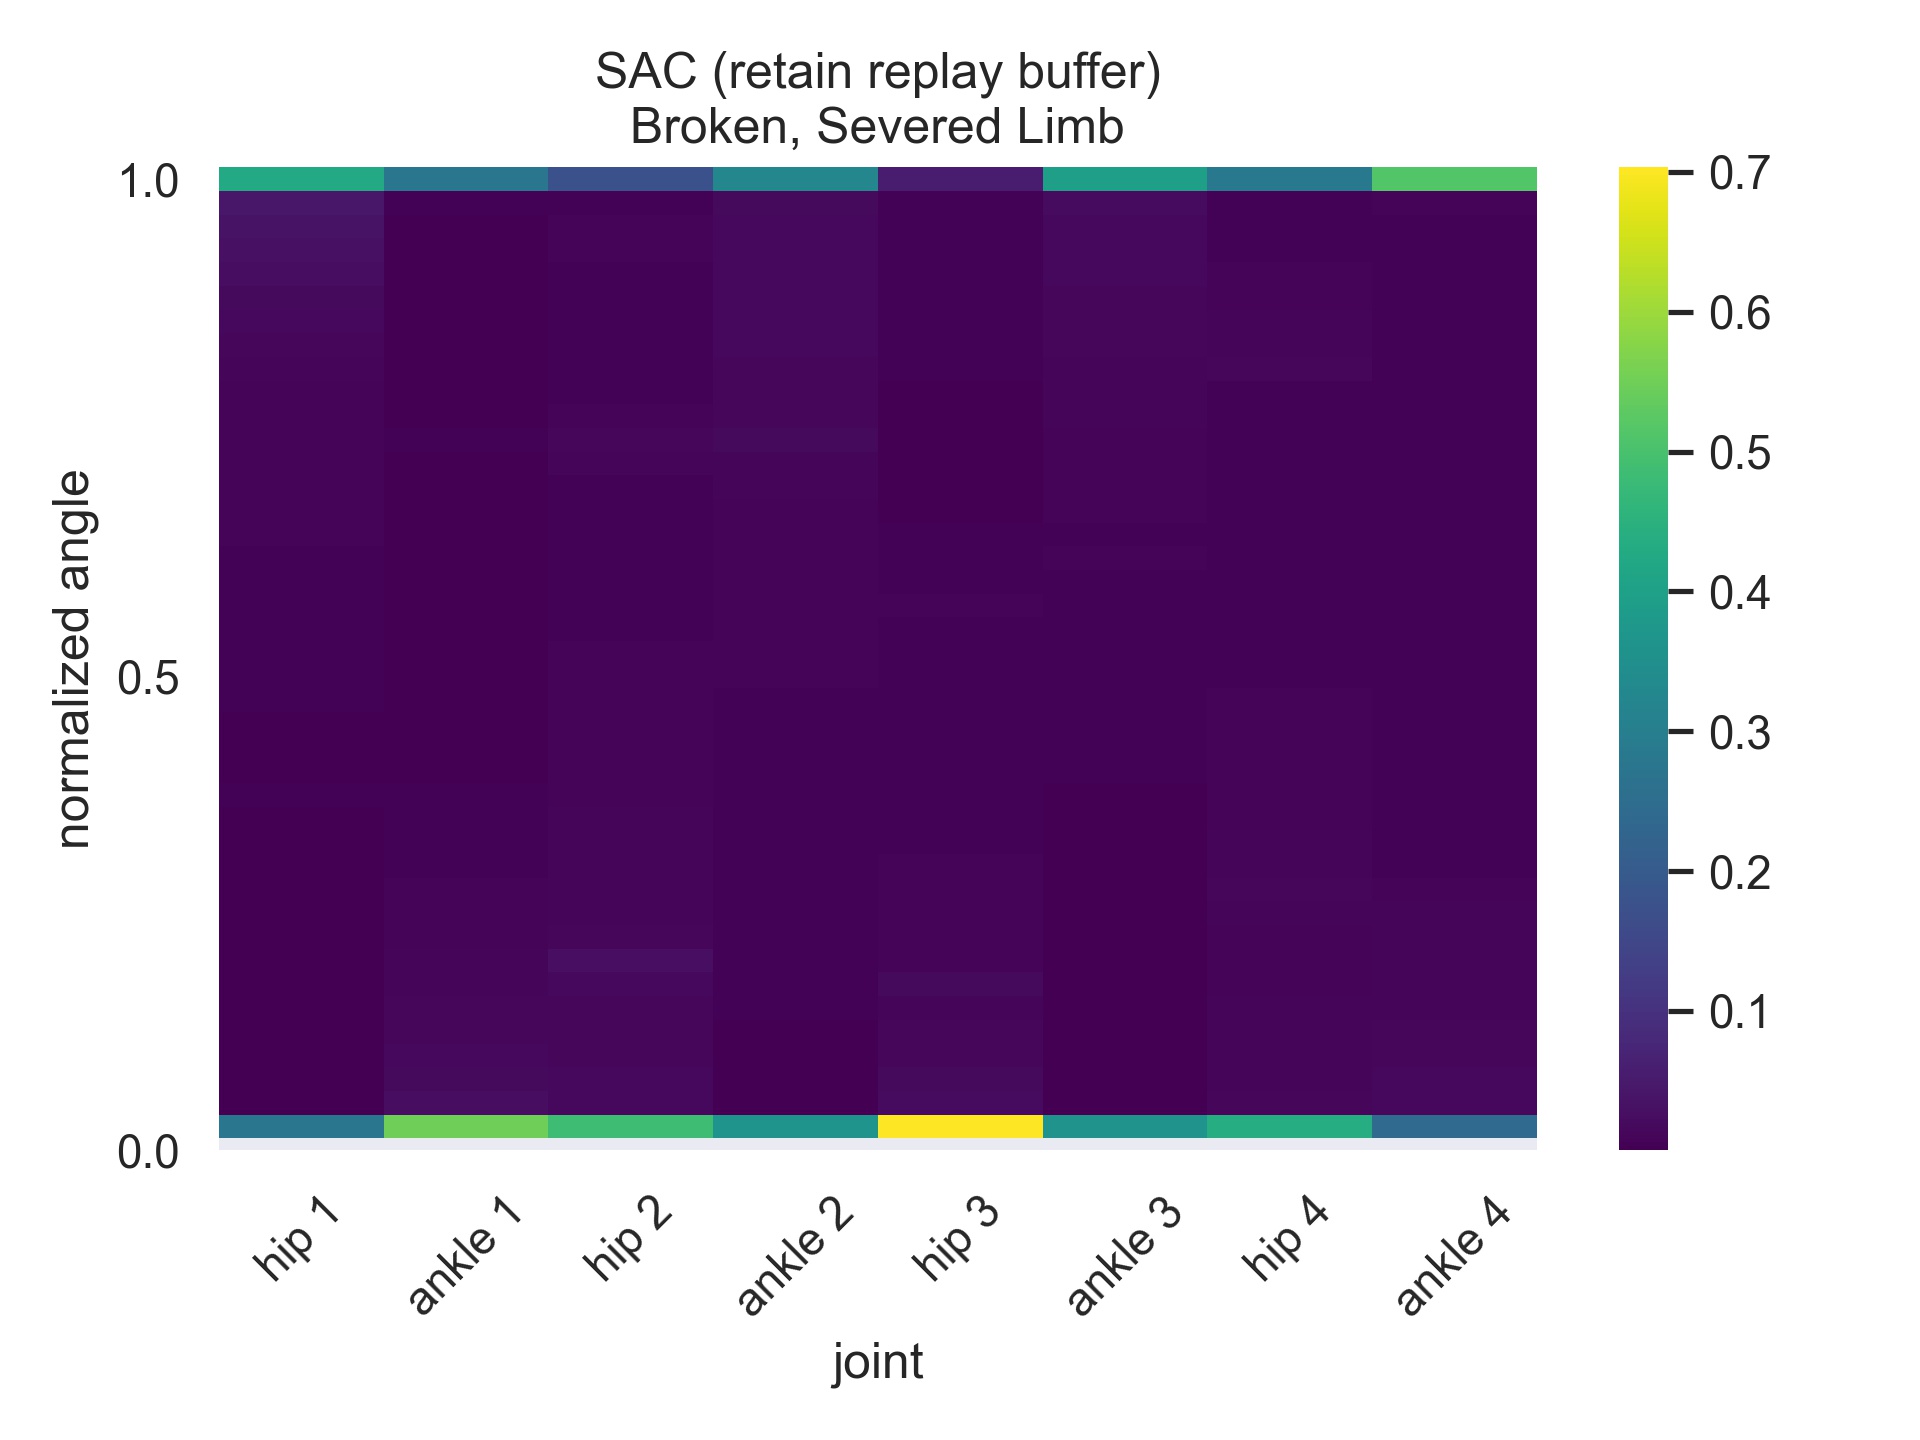 SAC (retain replay buffer)
Broken, Severed Limb
normalized angle
1.0
0.5
0.0
hip 1
ankle 1
hip 2
ankle 2
hip 3
ankle 3
hip 4
ankle 4
joint
0.7
0.6
0.5
0.4
0.3
0.2
0.1